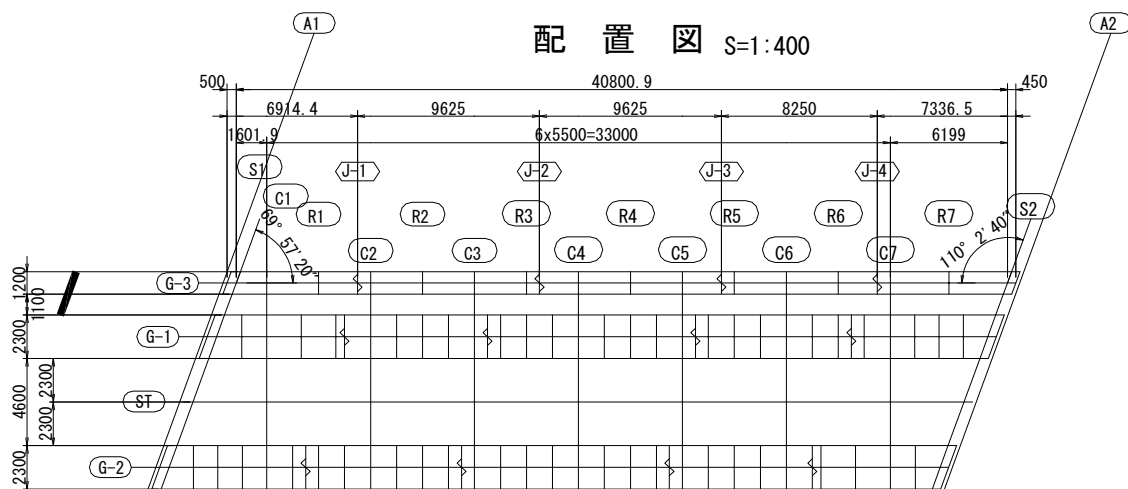 A1
A2
配 置 図 S=1:400
500
40800.9
450
6914.4
9625
9625
8250
7336.5
1601.9
6x5500=33000
6199
S1
J-1
J-2
J-3
J-4
C1
R1
R2
R3
R4
R5
R6
R7
S2
69° 57′20″
110° 2′40″
C2
C3
C4
C5
C6
C7
1200
G-3
1100
2300
G-1
4600
2300
2300
ST
2300
G-2